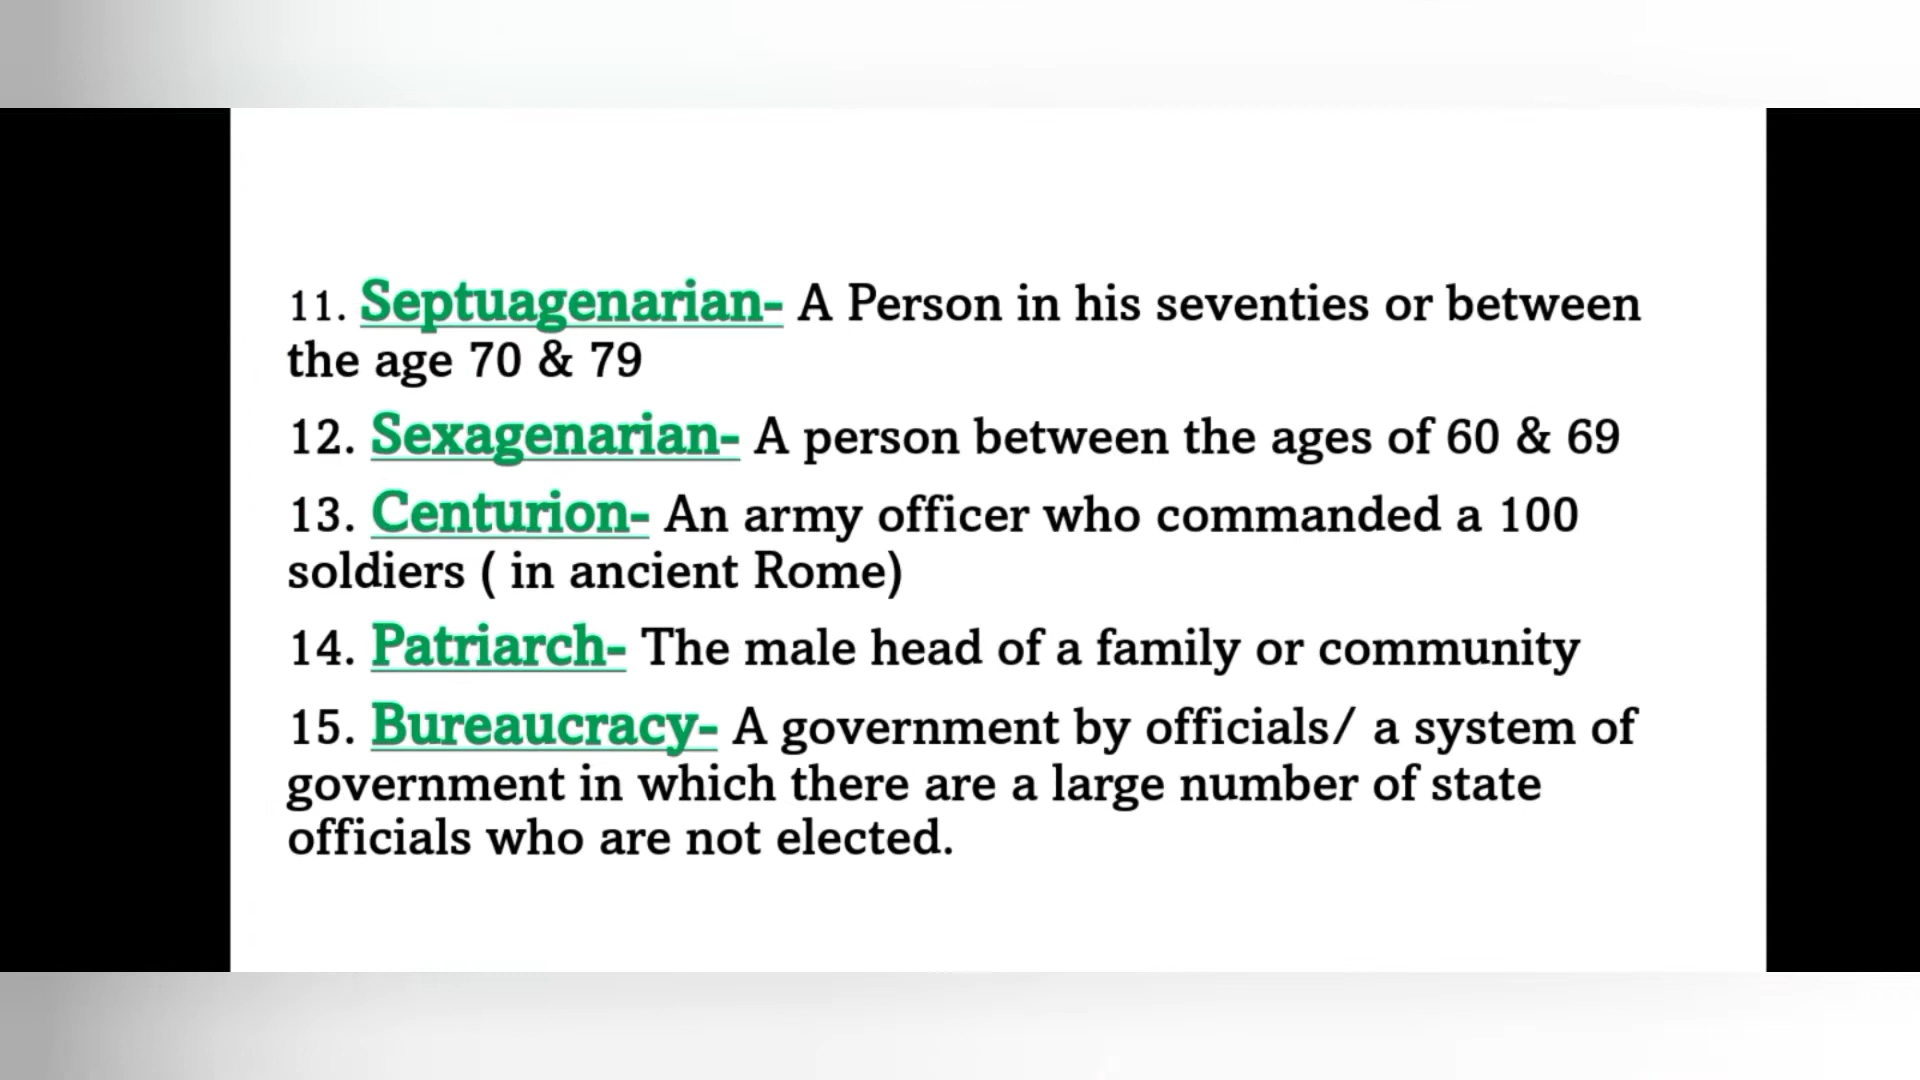 11. Septuagenarian- A Person in his seventies or between
the age 70 & 79
12. Sexagenarian- A person between the ages of 60 & 69
13. Centurion- An army officer who commanded a 100
soldiers ( in ancient Rome)
14. Patriarch- The male head of a family or community
15. Bureaucracy- A government by officials/ a system of
government in which there are a large number of state
officials who are not elected.